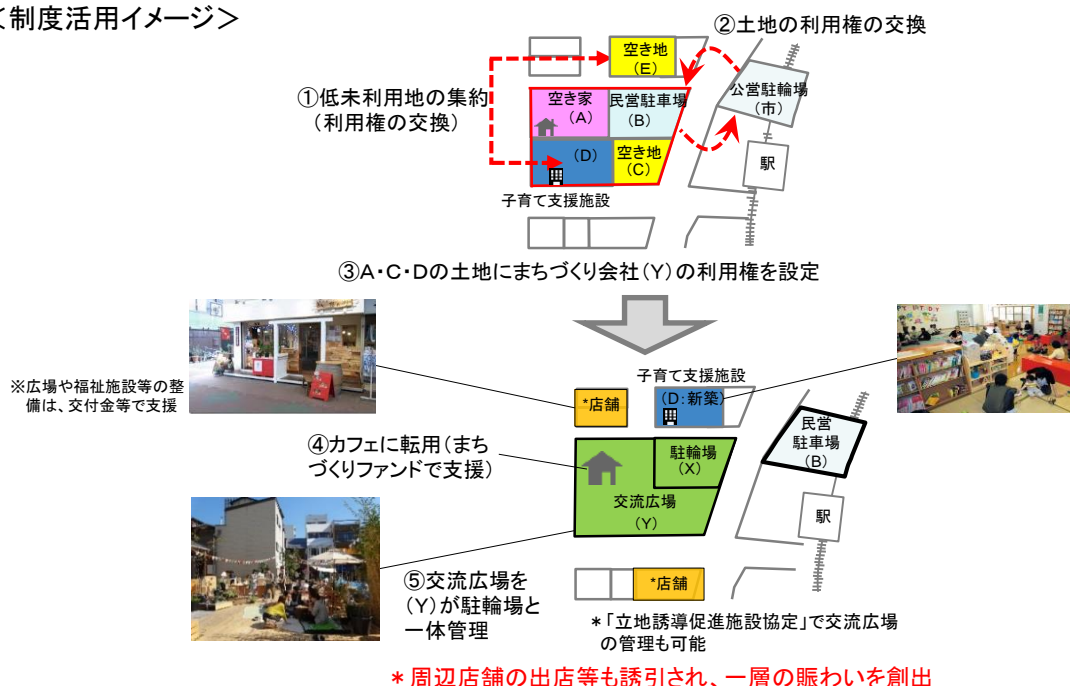 ＜制度活用イメージ＞
②土地の利用権の交換
空き地
（E）
①低未利用地の集約
（利用権の交換）
空き家
（A）
民営駐車場
（B）
公営駐輪場
（市）
（D）
空き地
（C）
駅
子育て支援施設
③A・C・Dの土地にまちづくり会社（Y）の利用権を設定
※広場や福祉施設等の整
備は、交付金等で支援
子育て支援施設
*店舗
（D：新築）
④カフェに転用（まち
づくりファンドで支援）
駐輪場
（X）
民営
駐車場
（B）
交流広場
（Y）
駅
⑤交流広場を
（Y）が駐輪場と
一体管理
*店舗
＊「立地誘導促進施設協定」で交流広場
の管理も可能
＊周辺店舗の出店等も誘引され、一層の賑わいを創出